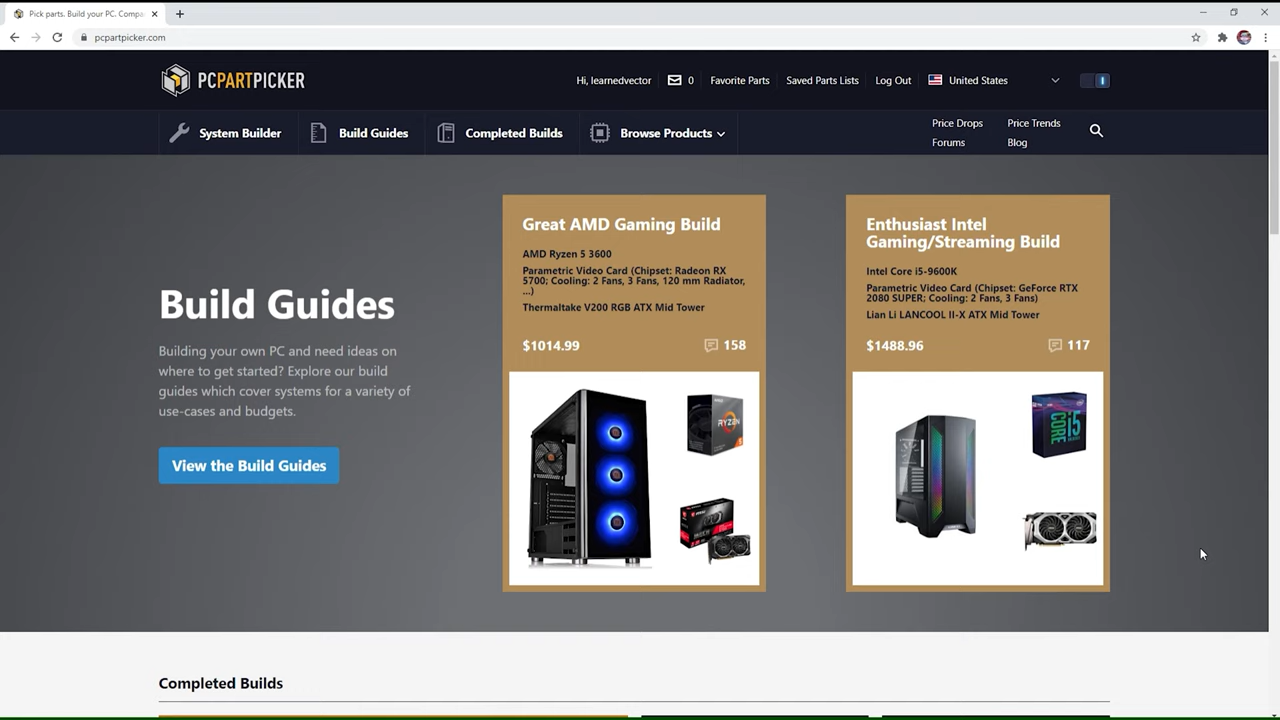 Pick parts. Build your PC. Compa
pcpartpicker.com
PCPARTPICKER
Hi, learnedvector
0
Favorite Parts
Saved Parts Lists
Log Out
United States
System Builder
Build Guides
Completed Builds
Browse Products
Price Drops
Price Trends
Forums
Blog
Build Guides
Building your own PC and need ideas on
where to get started? Explore our build
guides which cover systems for a variety of
use-cases and budgets.
View the Build Guides
Great AMD Gaming Build
AMD Ryzen 5 3600
Parametric Video Card (Chipset: Radeon RX
5700; Cooling: 2 Fans, 3 Fans, 120 mm Radiator,
...)
Thermaltake V200 RGB ATX Mid Tower
$1014.99
158
RYZEN
Enthusiast Intel
Gaming/Streaming Build
Intel Core i5-9600K
Parametric Video Card (Chipset: GeForce RTX
2080 SUPER; Cooling: 2 Fans, 3 Fans)
Lian Li LANCOOL II-X ATX Mid Tower
$1488.96
117
CORE
i5
Completed Builds